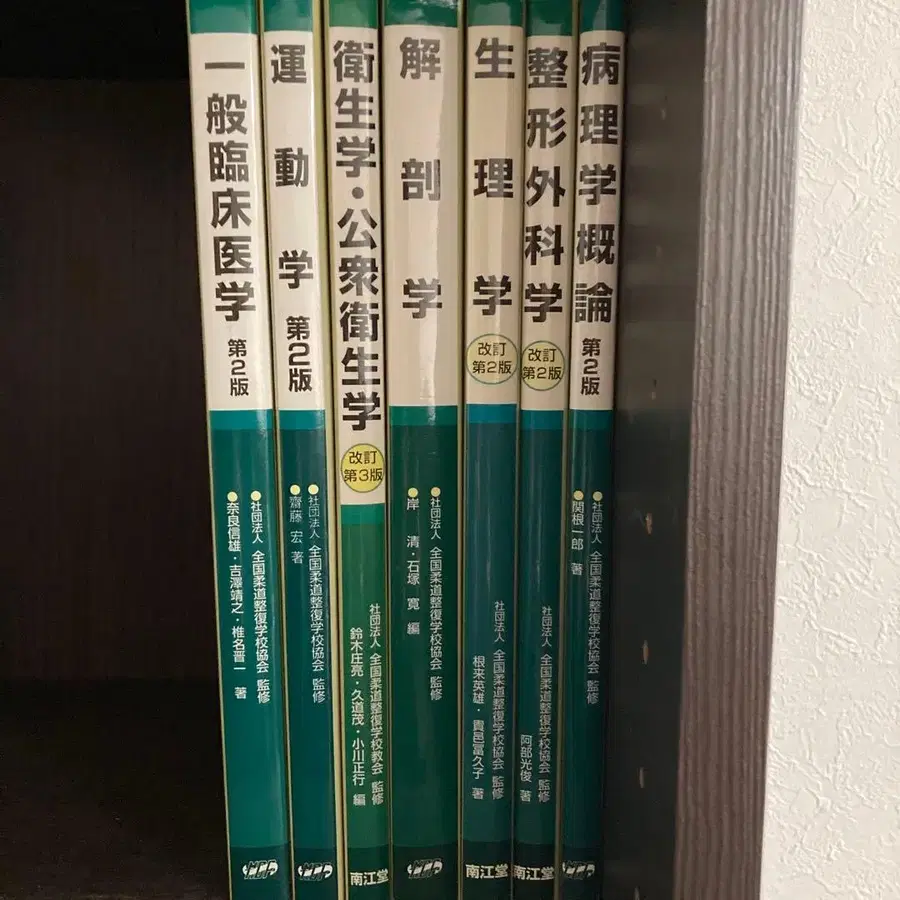 一般臨床医学
第2版
社団法人 全国柔道整復学校協会 監修
奈良信雄・吉澤靖之・椎名晋一 著
運動学
第2版
社団法人 全国柔道整復学校協会 監修
齋藤 宏 著
衛生学・公衆衛生学
改訂
第3版
社団法人 全国柔道整復学校教会 監修
鈴木庄亮・久道茂・小川正行 編
南江堂
解剖学
社団法人 全国柔道整復学校協会 監修
岸 清・石塚 寛 編
生理学
改訂
第2版
社団法人 全国柔道整復学校協会 監修
根来英雄・貴邑冨久子 著
南江堂
整形外科学
改訂
第2版
社団法人 全国柔道整復学校協会 監修
阿部光俊 著
南江堂
病理学概論
第2版
社団法人 全国柔道整復学校協会 監修
関根一郎 著